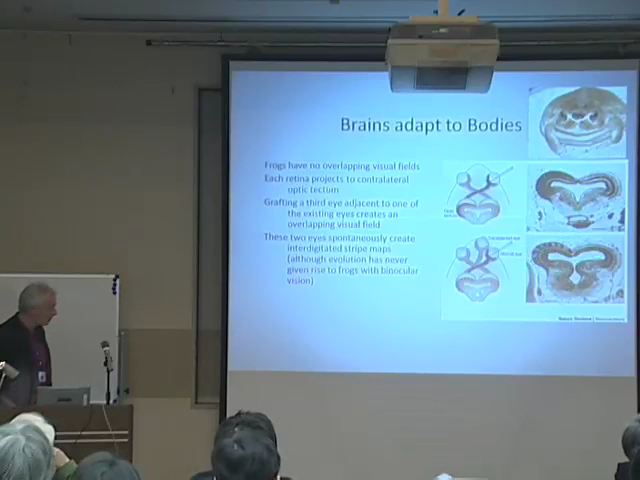 Brains adapt to Bodies
Frogs have no overlapping visual fields
Each retina projects to contralateral
optic tectum
Grafting a third eye adjacent to one of
the existing eyes creates an
overlapping visual field
These two eyes spontaneously create
interdigitated stripe maps
(although evolution has never
given rise to frogs with binocular
vision)